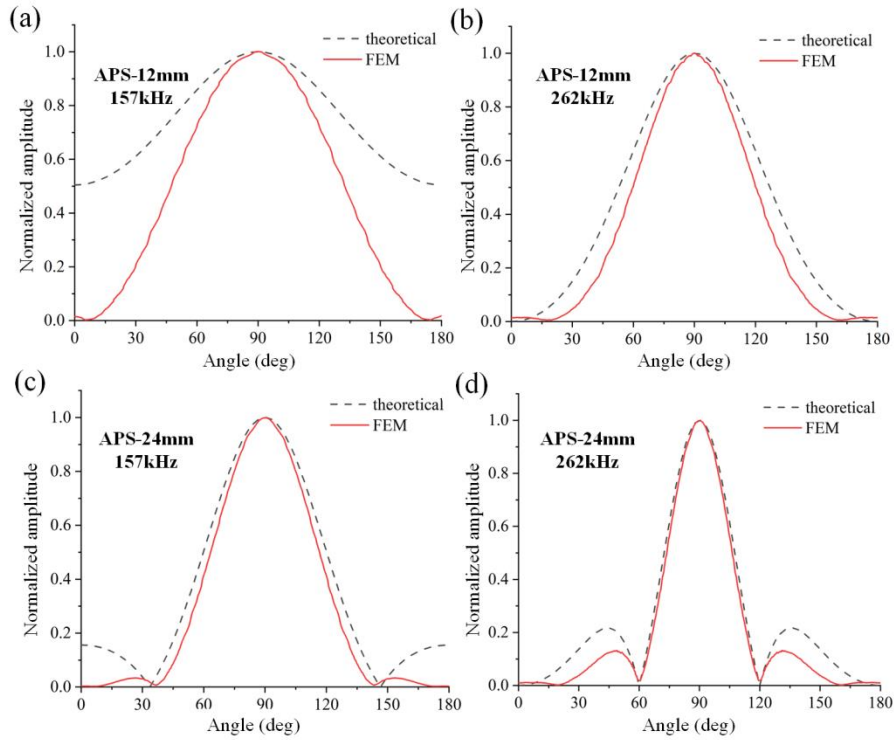 (a)
theoretical
FEM
APS-12mm
157kHz
Normalized amplitude
1.0
0.8
0.6
0.4
0.2
0.0
0 30 60 90 120 150 180
Angle (deg)
(b)
theoretical
FEM
APS-12mm
262kHz
Normalized amplitude
1.0
0.8
0.6
0.4
0.2
0.0
0 30 60 90 120 150 180
Angle (deg)
(c)
theoretical
FEM
APS-24mm
157kHz
Normalized amplitude
1.0
0.8
0.6
0.4
0.2
0.0
0 30 60 90 120 150 180
Angle (deg)
(d)
theoretical
FEM
APS-24mm
262kHz
Normalized amplitude
1.0
0.8
0.6
0.4
0.2
0.0
0 30 60 90 120 150 180
Angle (deg)